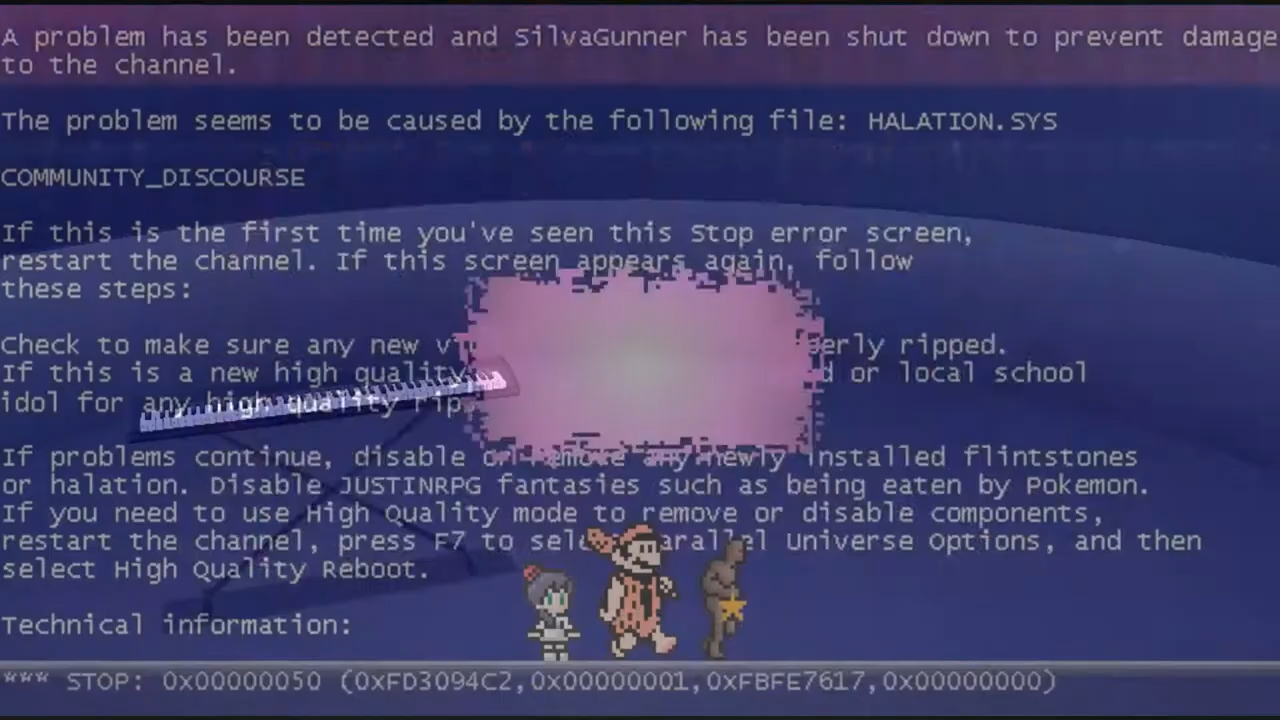 A problem has been detected and SilvaGunner has been shut down to prevent damage
to the channel.
The problem seems to be caused by the following file: HALATION.SYS
COMMUNITY_DISCOURSE
If this is the first time you've seen this Stop error screen,
restart the channel. If this screen appears again, follow
these steps:
Check to make sure any new ripped.
If this is a new high quality or local school
idol for any high quality
If problems continue, disable or remove any newly installed flintstones
or halation. Disable JUSTINRPG fantasies such as being eaten by Pokemon.
If you need to use High Quality mode to remove or disable components,
restart the channel, press F7 to select Parallel Universe Options, and then
select High Quality Reboot.
Technical information:
*** STOP: 0x00000050 (0xFD3094C2,0x00000001,0xFBFE7617,0x00000000)